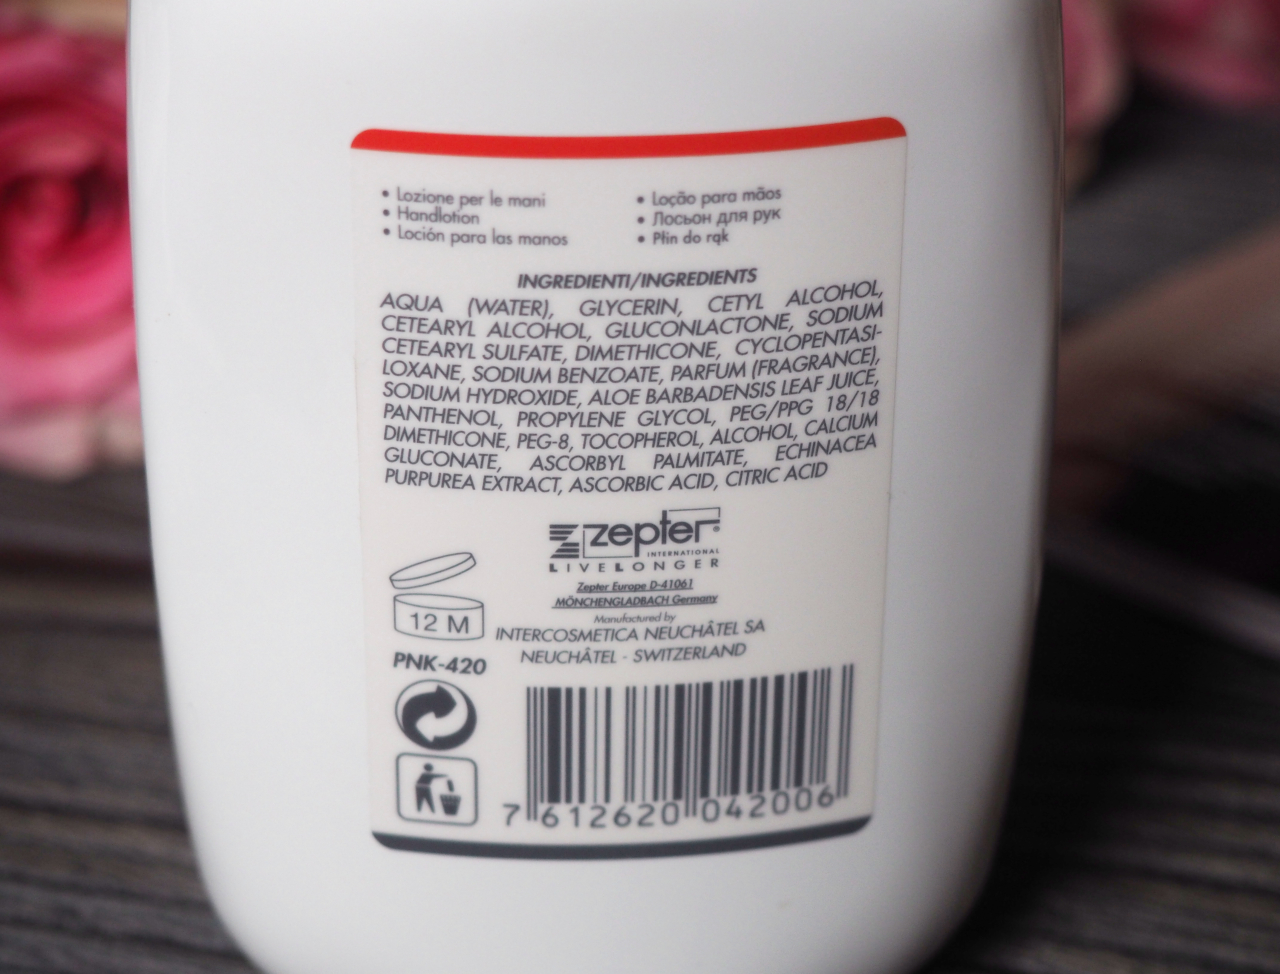 • Lozione per le mani
• Handlotion
• Loción para las manos
• Loção para mãos
• Лосьон для рук
• Płin do rąk
INGREDIENTI/INGREDIENTS
AQUA (WATER), GLYCERIN, CETYL ALCOHOL,
CETEARYL ALCOHOL, GLUCONLACTONE, SODIUM
CETEARYL SULFATE, DIMETHICONE, CYCLOPENTASI-
LOXANE, SODIUM BENZOATE, PARFUM (FRAGRANCE),
SODIUM HYDROXIDE, ALOE BARBADENSIS LEAF JUICE,
PANTHENOL, PROPYLENE GLYCOL, PEG/PPG 18/18
DIMETHICONE, PEG-8, TOCOPHEROL, ALCOHOL, CALCIUM
GLUCONATE, ASCORBYL PALMITATE, ECHINACEA
PURPUREA EXTRACT, ASCORBIC ACID, CITRIC ACID
zepter®
INTERNATIONAL
LIVELONGER
Zepter Europe D-41061
MÖNCHENGLADBACH Germany
Manufactured by
INTERCOSMETICA NEUCHÂTEL SA
NEUCHÂTEL - SWITZERLAND
12 M
PNK-420
7 612620 042006